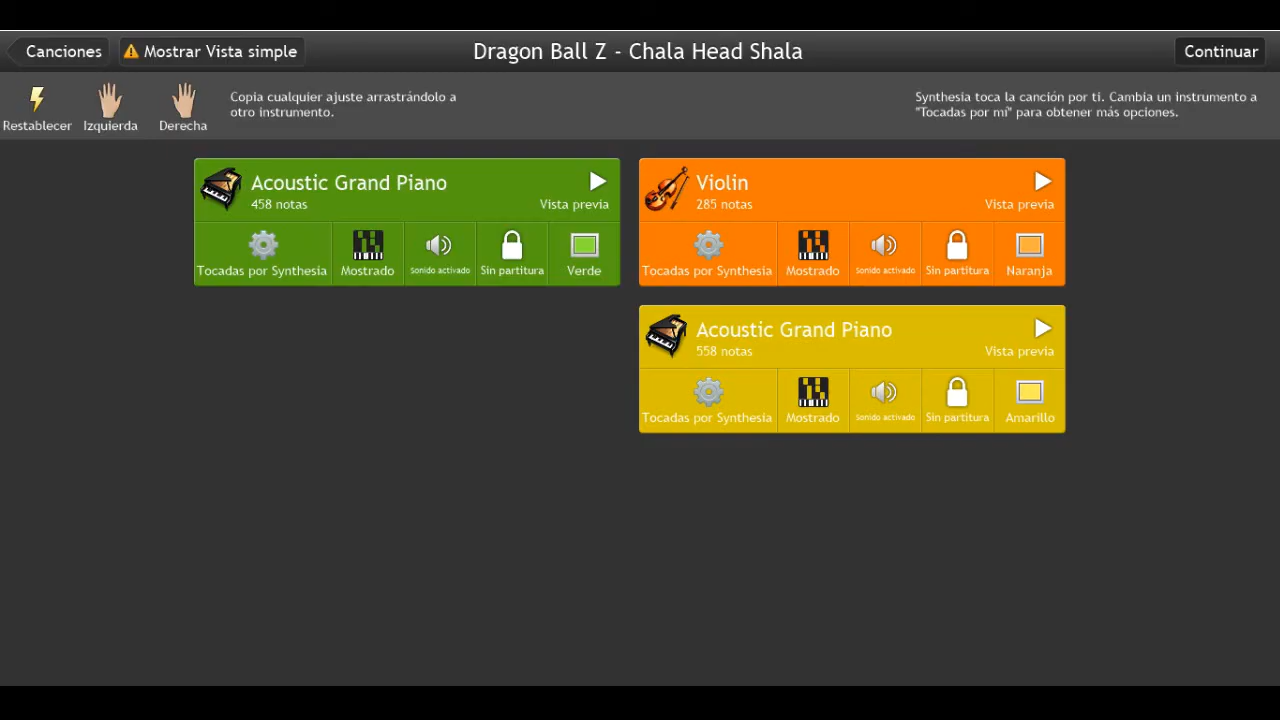 Canciones
Mostrar Vista simple
Dragon Ball Z - Chala Head Shala
Continuar
Restablecer
Izquierda
Derecha
Copia cualquier ajuste arrastrándolo a
otro instrumento.
Synthesia toca la canción por ti. Cambia un instrumento a
"Tocadas por mí" para obtener más opciones.
Acoustic Grand Piano
458 notas
Vista previa
Tocadas por Synthesia
Mostrado
Sonido activado
Sin partitura
Verde
Violin
285 notas
Vista previa
Tocadas por Synthesia
Mostrado
Sonido activado
Sin partitura
Naranja
Acoustic Grand Piano
558 notas
Vista previa
Tocadas por Synthesia
Mostrado
Sonido activado
Sin partitura
Amarillo